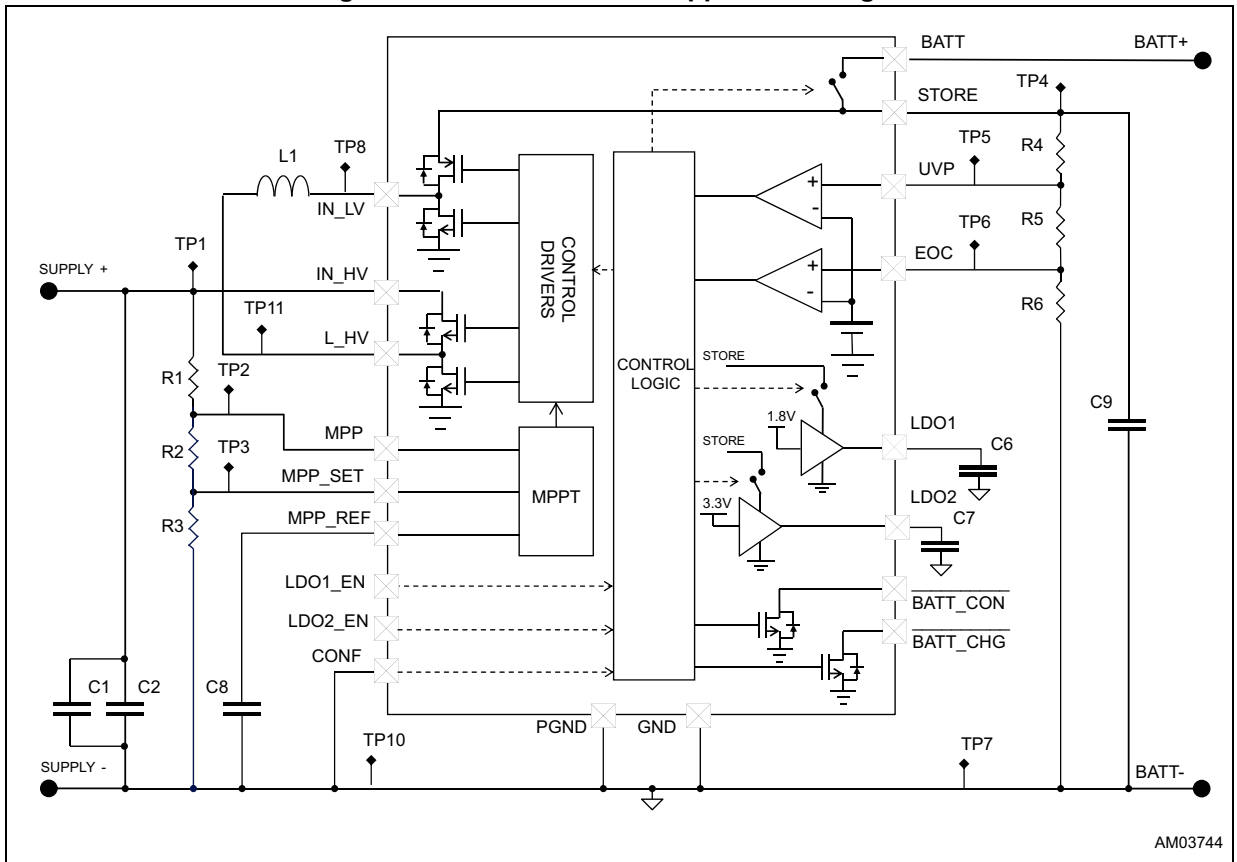 BATT
BATT+
STORE
TP4
TP5
R4
UVP
TP8
L1
IN_LV
TP6
R5
EOC
TP1
SUPPLY +
IN_HV
TP11
L_HV
R6
CONTROL
DRIVERS
+
-
+
-
R1
TP2
CONTROL
LOGIC
STORE
C9
MPP
1.8V
LDO1
C6
R2
TP3
MPP_SET
MPPT
STORE
3.3V
LDO2
C7
R3
MPP_REF
LDO1_EN
BATT_CON
LDO2_EN
BATT_CHG
CONF
C1
C2
C8
PGND
GND
TP10
TP7
SUPPLY -
BATT-
AM03744